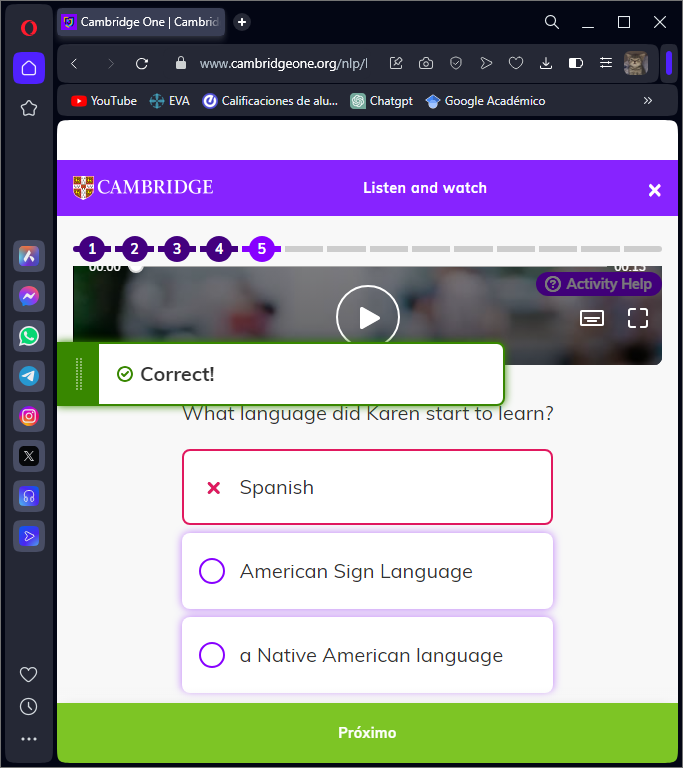 Cambridge One | Cambrid
www.cambridgeone.org/nlp/l
YouTube
EVA
Calificaciones de alu...
Chatgpt
Google Académico
CAMBRIDGE
Listen and watch
1 2 3 4 5
00:00
00:13
Activity Help
Correct!
What language did Karen start to learn?
Spanish
American Sign Language
a Native American language
Próximo